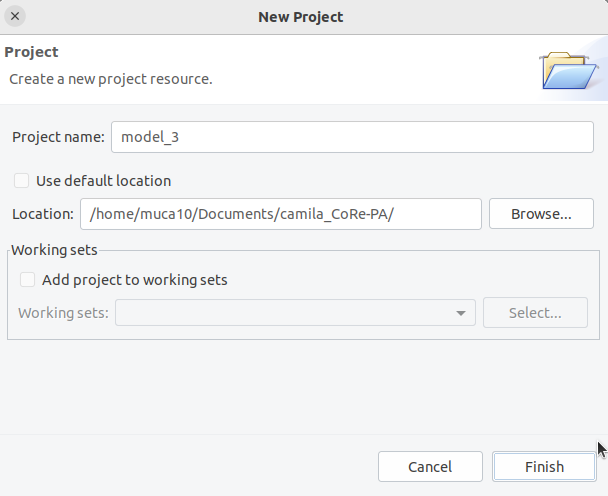 New Project
Project
Create a new project resource.
Project name: model_3
Use default location
Location: /home/muca10/Documents/camila_CoRe-PA/ Browse...
Working sets
Add project to working sets
Working sets: Select...
Cancel Finish